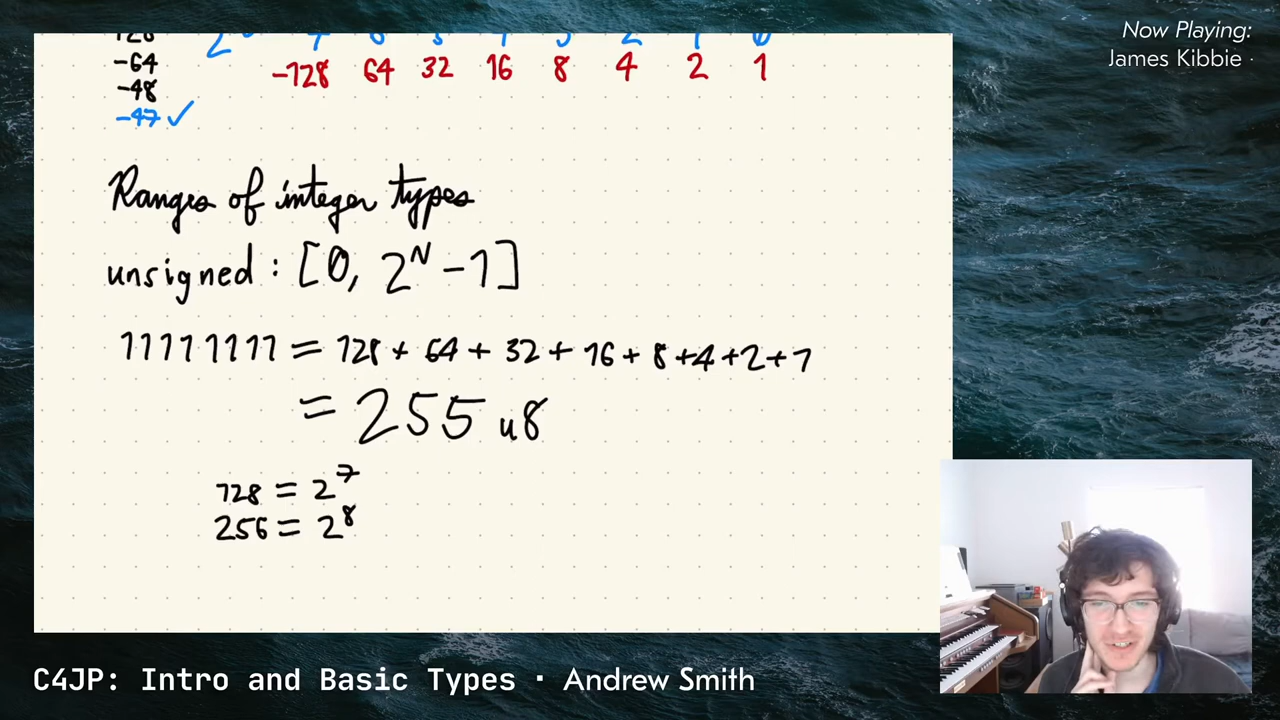 Now Playing:
James Kibbie ·
-64
-48
-47 ✓
-128 64 32 16 8 4 2 1
Ranges of integer types
unsigned : [0, 2^N - 1]
11111111 = 128 + 64 + 32 + 16 + 8 + 4 + 2 + 1
= 255 u8
128 = 2^7
256 = 2^8
C4JP: Intro and Basic Types · Andrew Smith